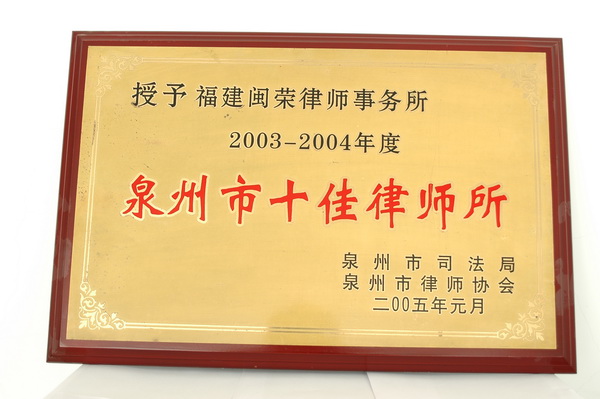 授予 福建闽荣律师事务所
2003-2004年度
泉州市十佳律师所
泉州市司法局
泉州市律师协会
二00五年元月